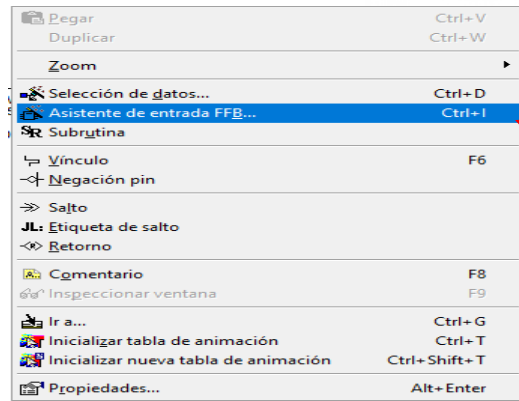 Pegar Ctrl+V
Duplicar Ctrl+W
Zoom
Selección de datos... Ctrl+D
Asistente de entrada FFB... Ctrl+I
SR Subrutina
Vínculo F6
Negación pin
Salto
JL: Etiqueta de salto
Retorno
Comentario F8
Inspeccionar ventana F9
Ir a... Ctrl+G
Inicializar tabla de animación Ctrl+T
Inicializar nueva tabla de animación Ctrl+Shift+T
Propiedades... Alt+Enter